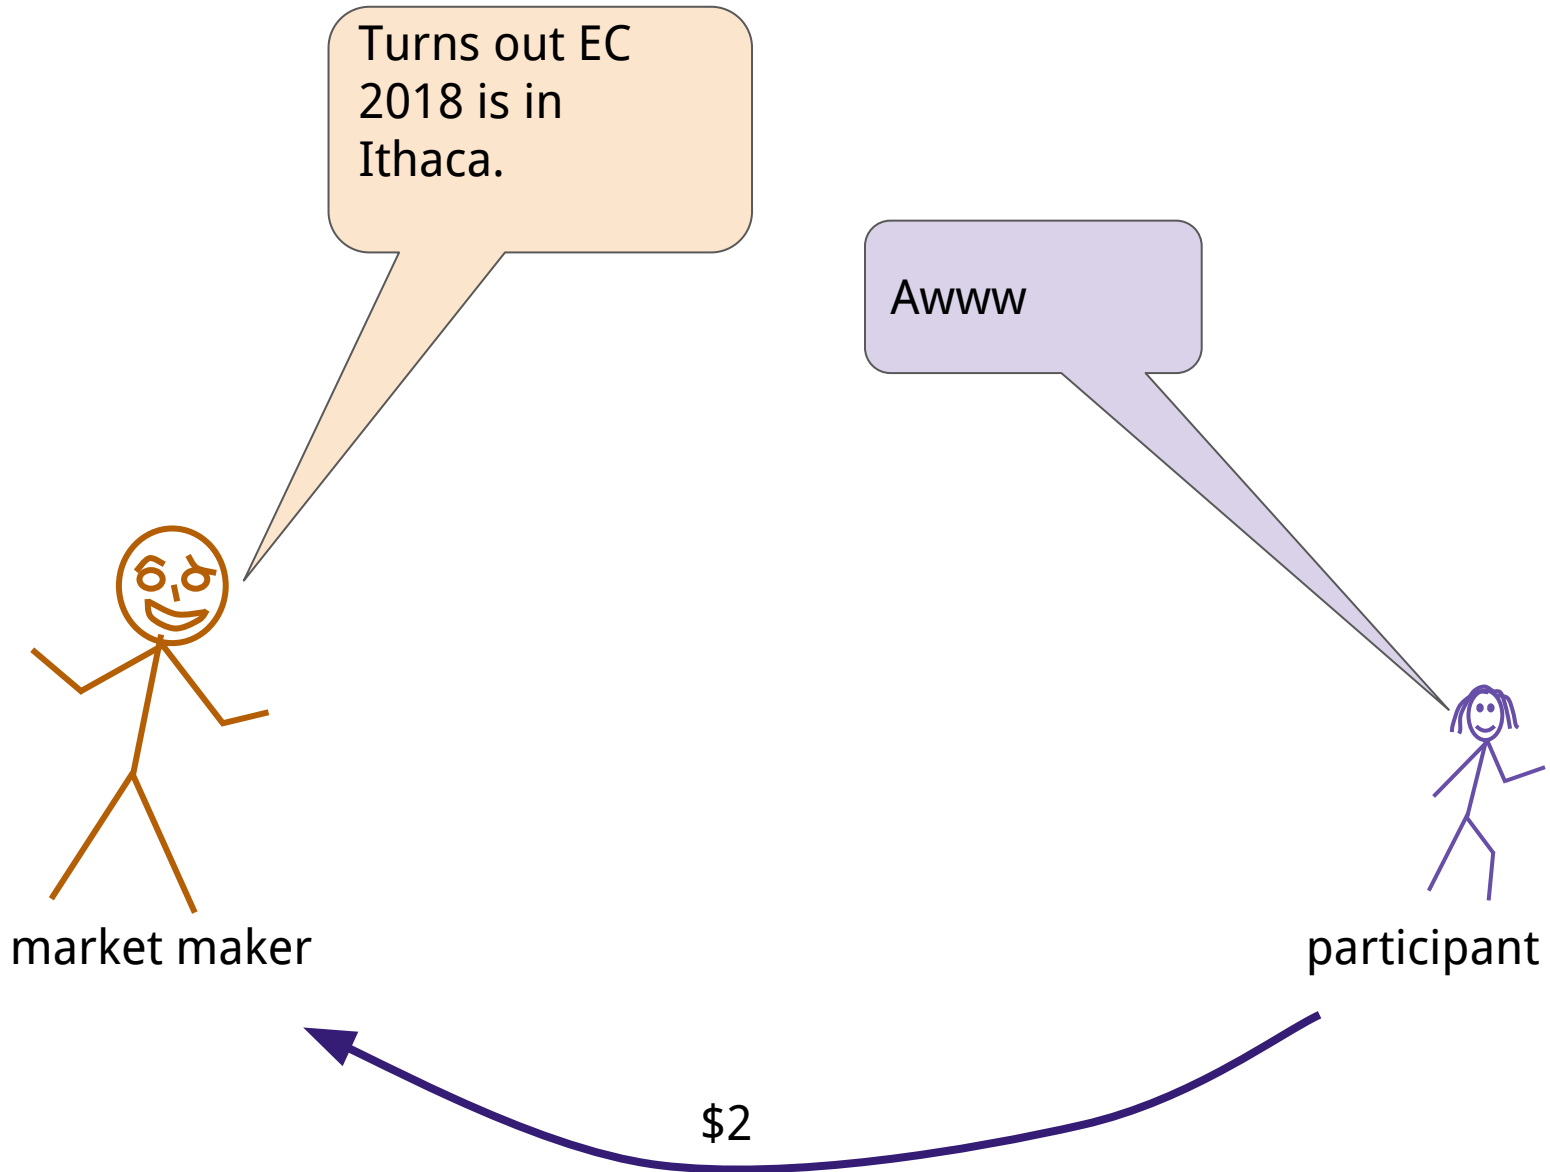 Turns out EC
2018 is in
Ithaca.
Awww
market maker
participant
$2